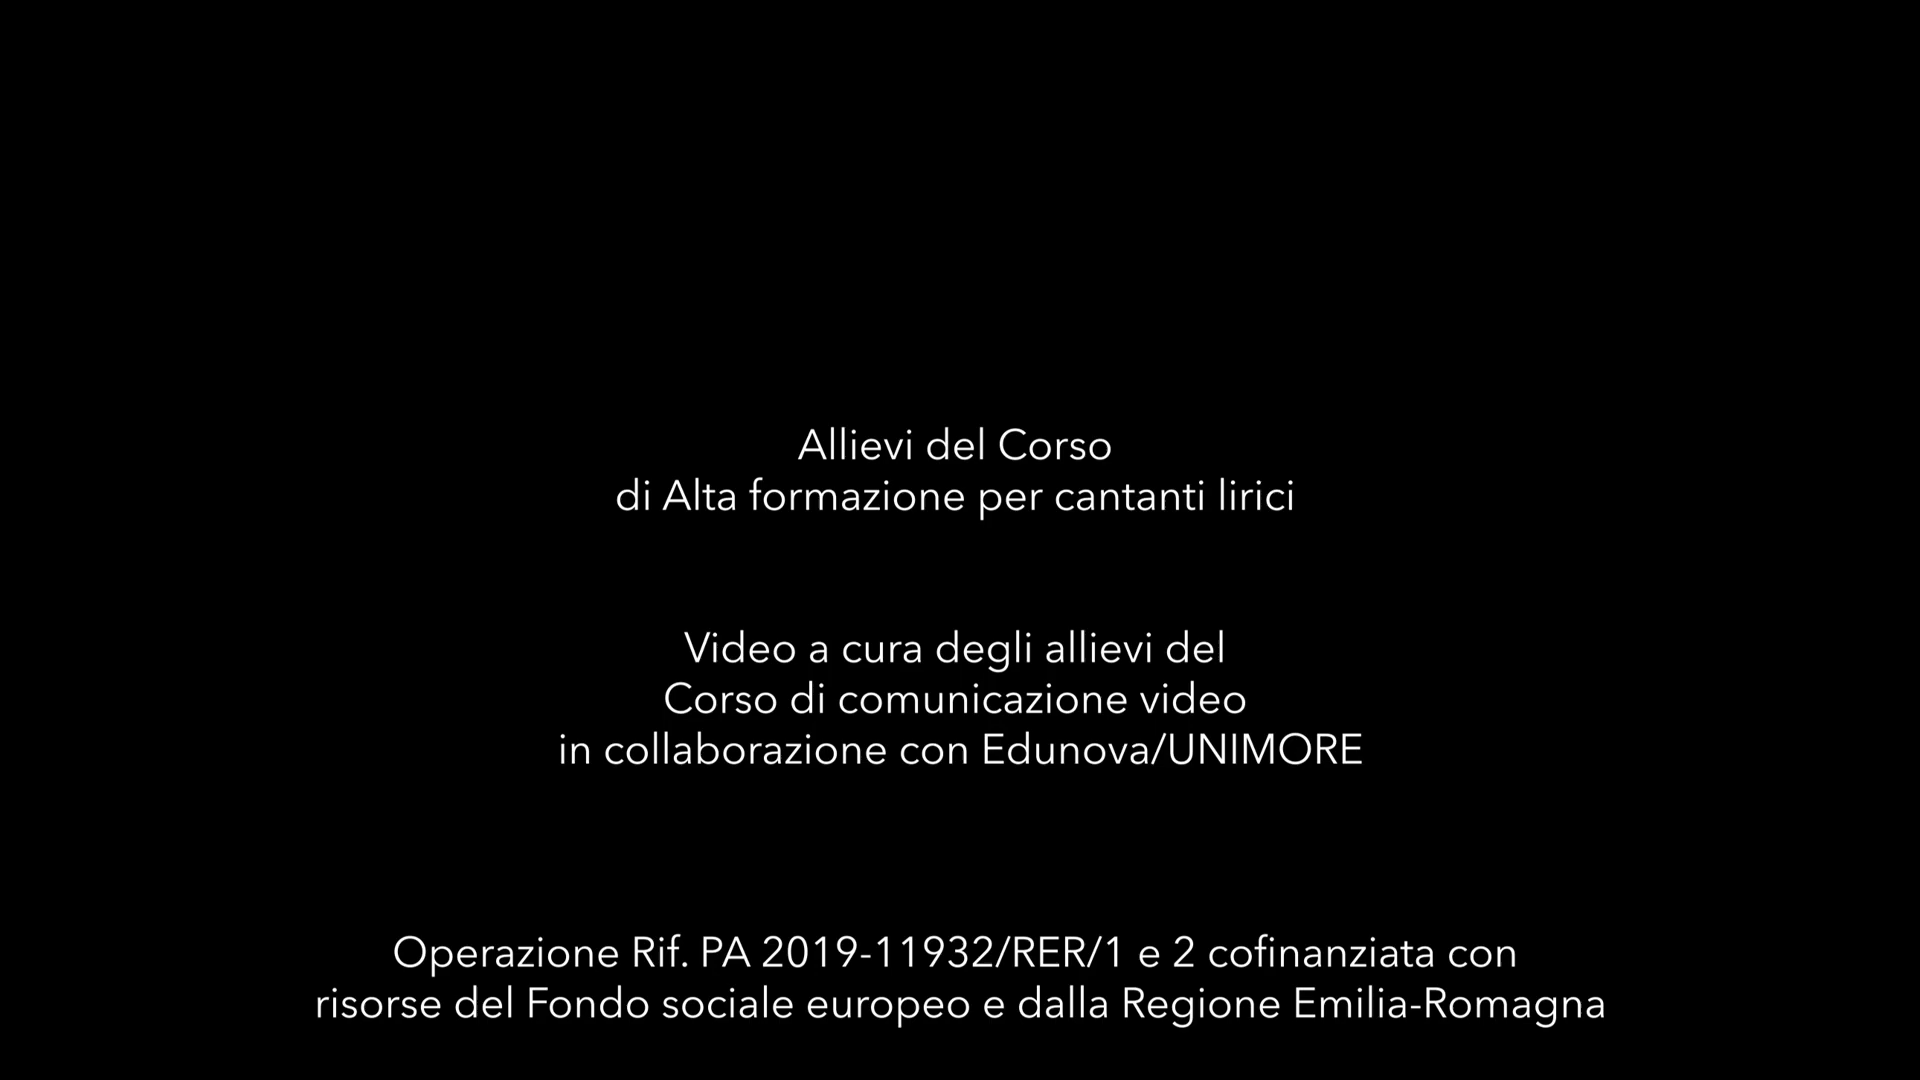 Allievi del Corso
di Alta formazione per cantanti lirici
Video a cura degli allievi del
Corso di comunicazione video
in collaborazione con Edunova/UNIMORE
Operazione Rif. PA 2019-11932/RER/1 e 2 cofinanziata con
risorse del Fondo sociale europeo e dalla Regione Emilia-Romagna